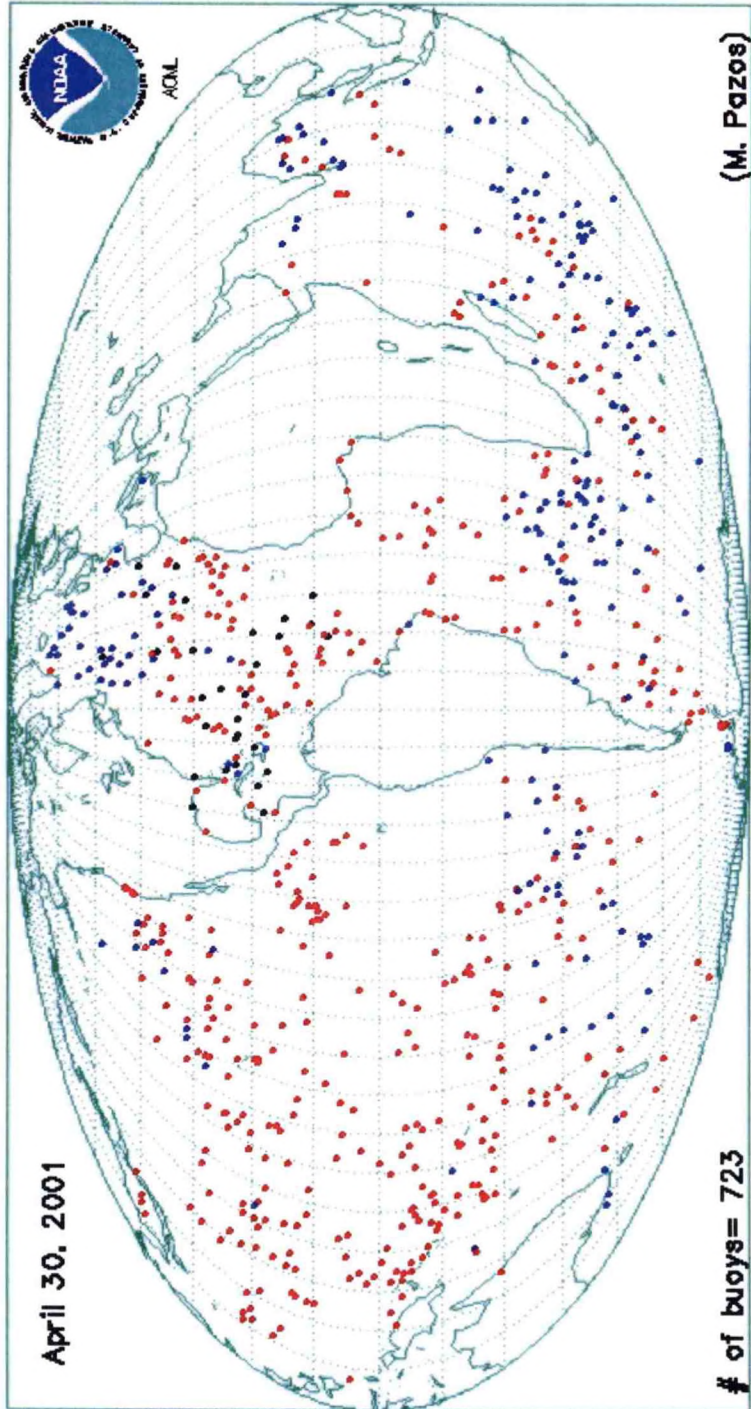 April 30, 2001
NOAA
AOML
# of buoys= 723
(M. Pazos)